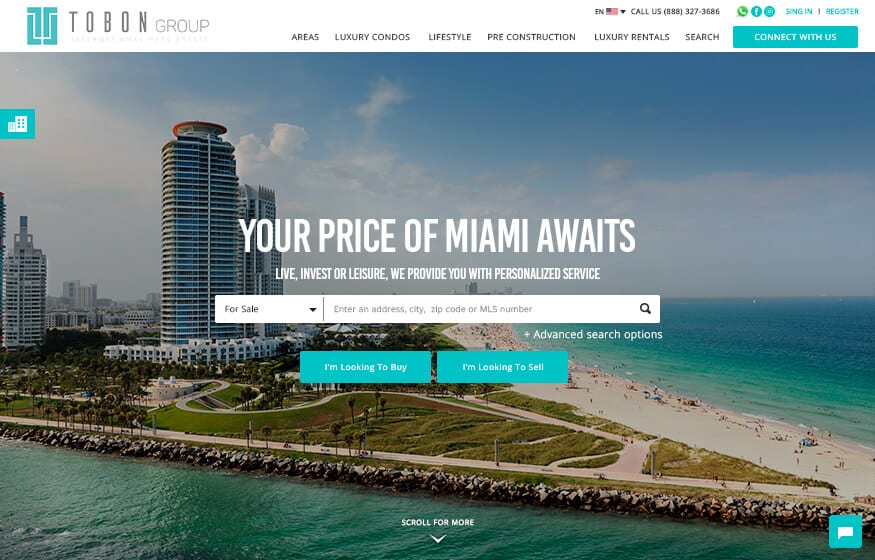 TOBON GROUP
INTERNATIONAL REAL ESTATE
EN CALL US (888) 327-3686 SING IN | REGISTER
AREAS LUXURY CONDOS LIFESTYLE PRE CONSTRUCTION LUXURY RENTALS SEARCH CONNECT WITH US
YOUR PRICE OF MIAMI AWAITS
LIVE, INVEST OR LEISURE, WE PROVIDE YOU WITH PERSONALIZED SERVICE
For Sale Enter an address, city, zip code or MLS number
+ Advanced search options
I'm Looking To Buy I'm Looking To Sell
SCROLL FOR MORE